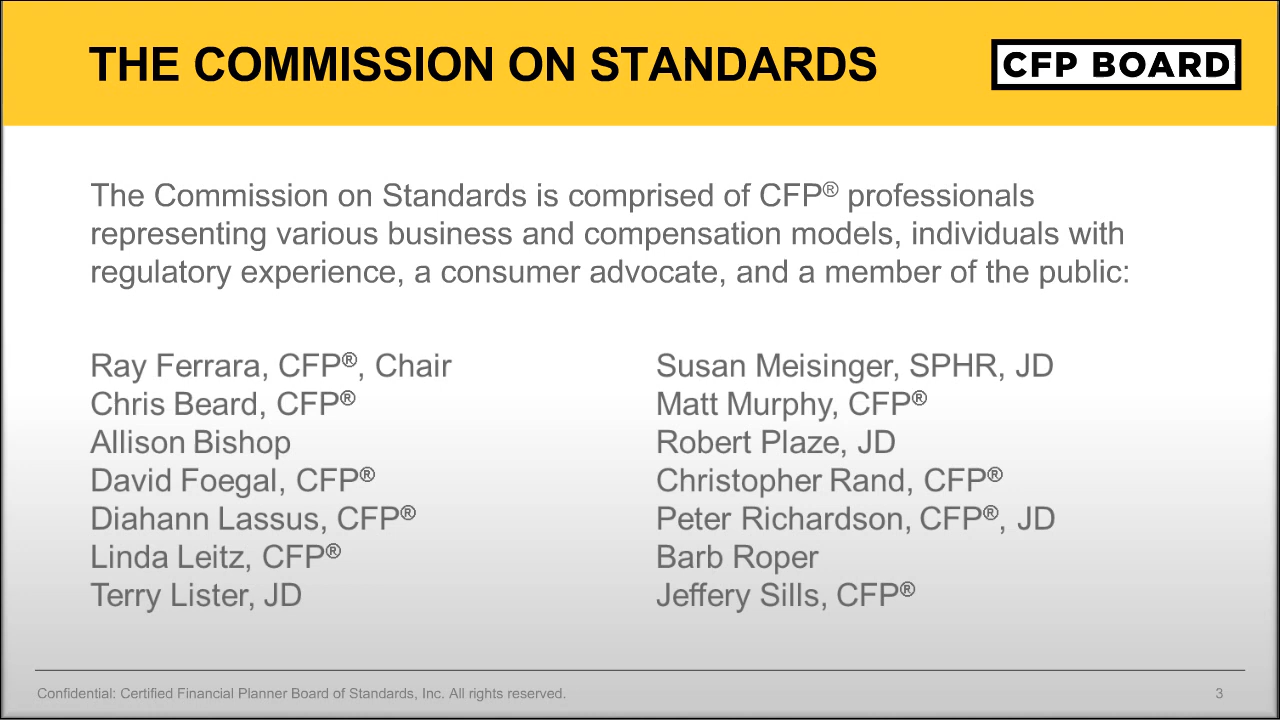 THE COMMISSION ON STANDARDS
CFP BOARD
The Commission on Standards is comprised of CFP® professionals
representing various business and compensation models, individuals with
regulatory experience, a consumer advocate, and a member of the public:
Ray Ferrara, CFP®, Chair
Chris Beard, CFP®
Allison Bishop
David Foegal, CFP®
Diahann Lassus, CFP®
Linda Leitz, CFP®
Terry Lister, JD
Susan Meisinger, SPHR, JD
Matt Murphy, CFP®
Robert Plaze, JD
Christopher Rand, CFP®
Peter Richardson, CFP®, JD
Barb Roper
Jeffery Sills, CFP®
Confidential: Certified Financial Planner Board of Standards, Inc. All rights reserved.
3